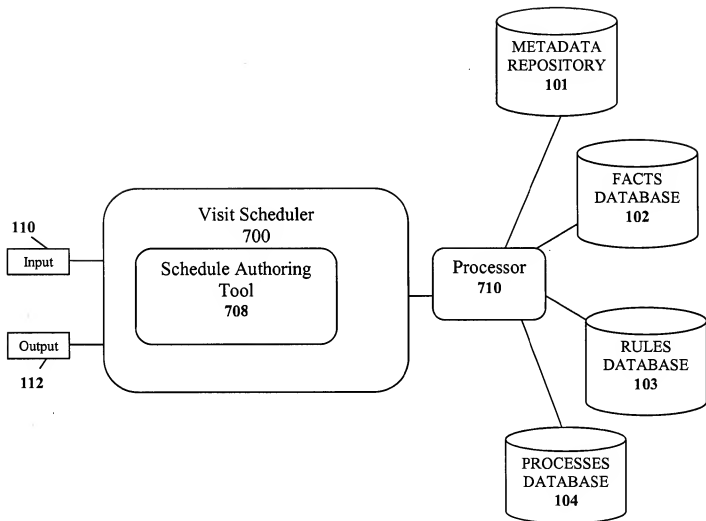 METADATA
REPOSITORY
101
FACTS
DATABASE
102
110
Input
Visit Scheduler
700
Schedule Authoring
Tool
708
Processor
710
Output
112
RULES
DATABASE
103
PROCESSES
DATABASE
104